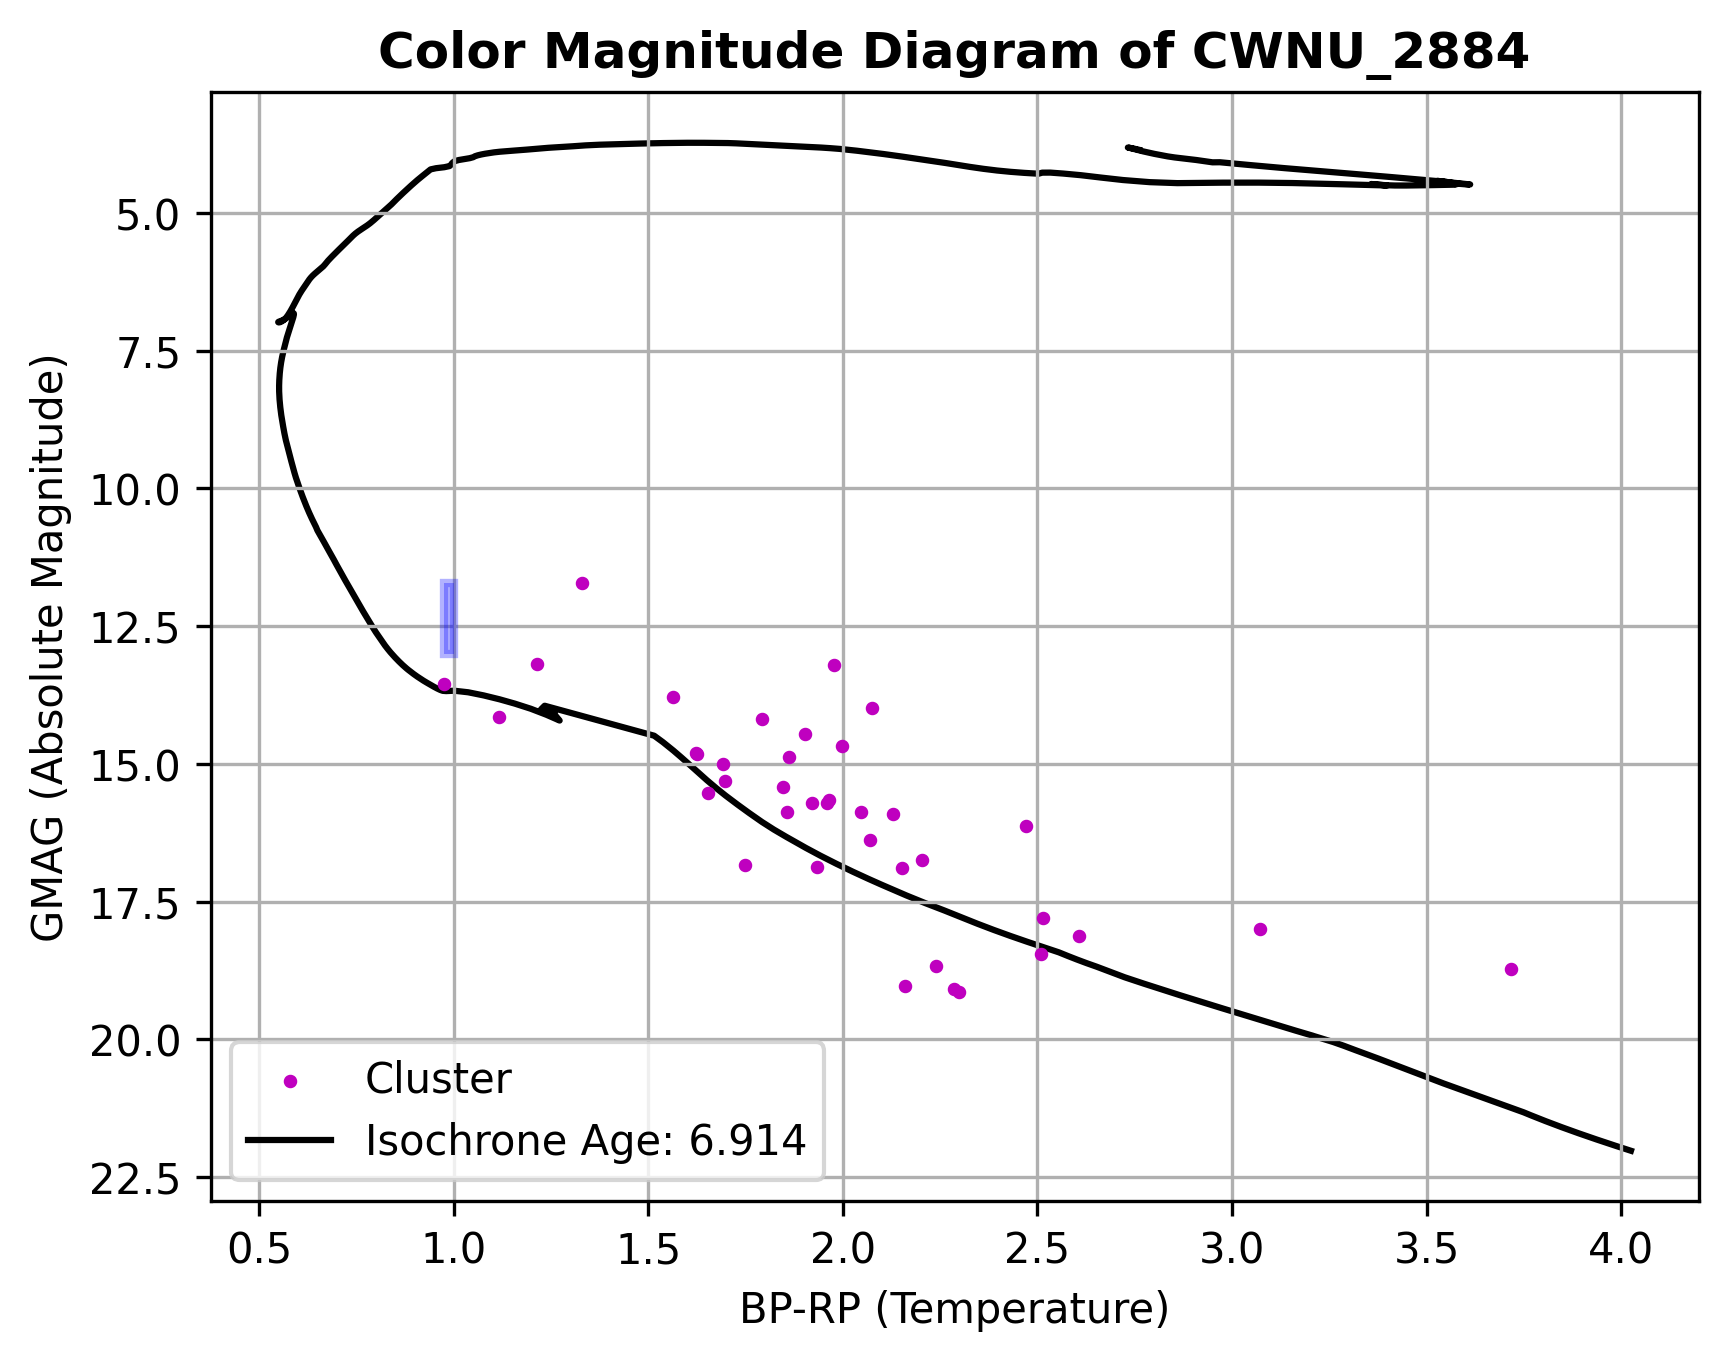 Color Magnitude Diagram of CWNU_2884
GMAG (Absolute Magnitude)
5.0
7.5
10.0
12.5
15.0
17.5
20.0
22.5
Cluster
Isochrone Age: 6.914
0.5 1.0 1.5 2.0 2.5 3.0 3.5 4.0
BP-RP (Temperature)